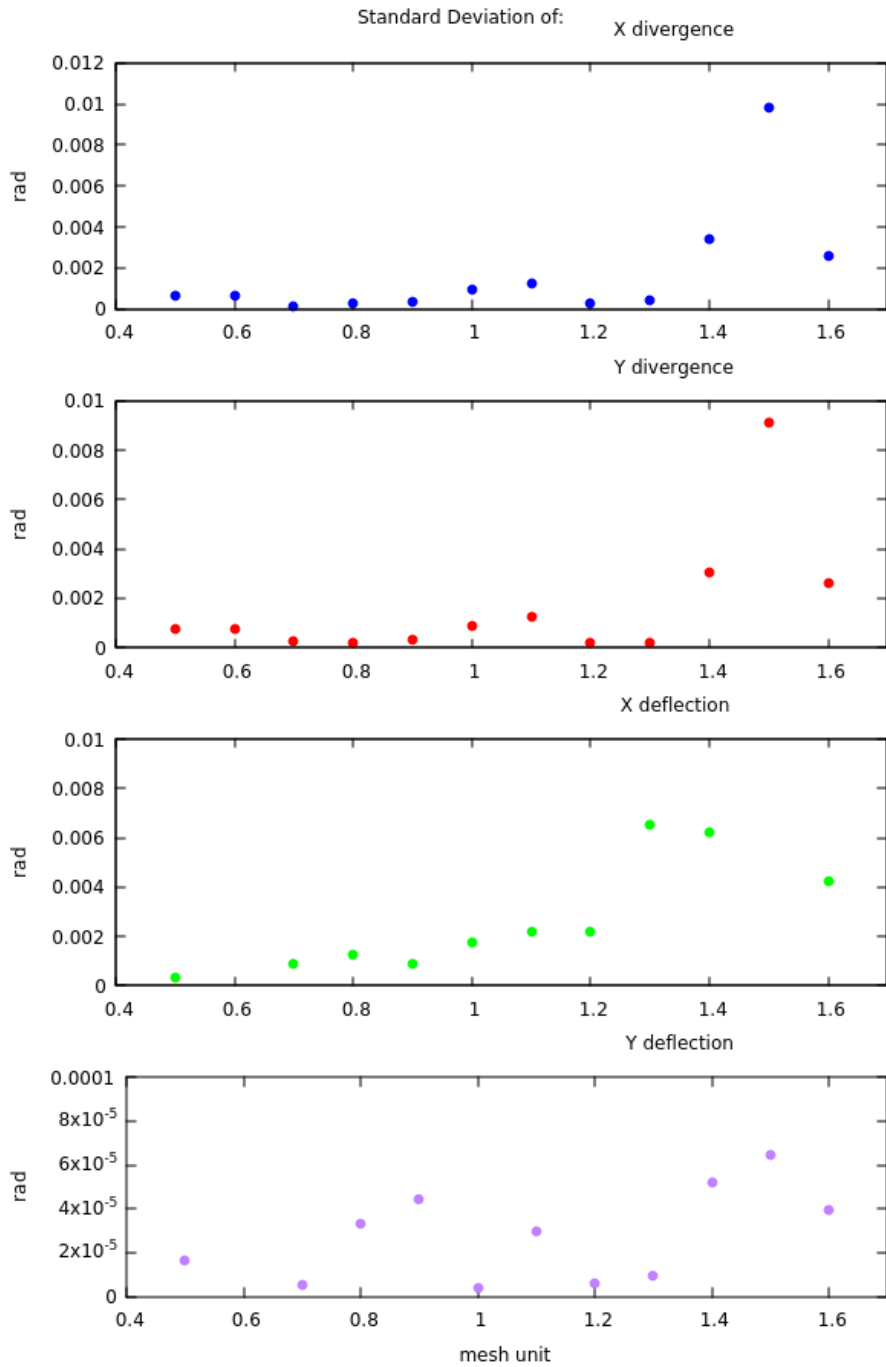 Standard Deviation of:
X divergence
0.012
0.01
0.008
rad
0.006
0.004
0.002
0
0.4 0.6 0.8 1 1.2 1.4 1.6
Y divergence
0.01
0.008
rad
0.006
0.004
0.002
0
0.4 0.6 0.8 1 1.2 1.4 1.6
X deflection
0.01
0.008
rad
0.006
0.004
0.002
0
0.4 0.6 0.8 1 1.2 1.4 1.6
Y deflection
0.0001
8x10⁻⁵
rad
6x10⁻⁵
4x10⁻⁵
2x10⁻⁵
0
0.4 0.6 0.8 1 1.2 1.4 1.6
mesh unit